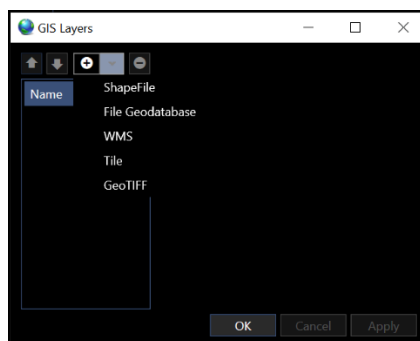 GIS Layers
Name
ShapeFile
File Geodatabase
WMS
Tile
GeoTIFF
OK Cancel Apply